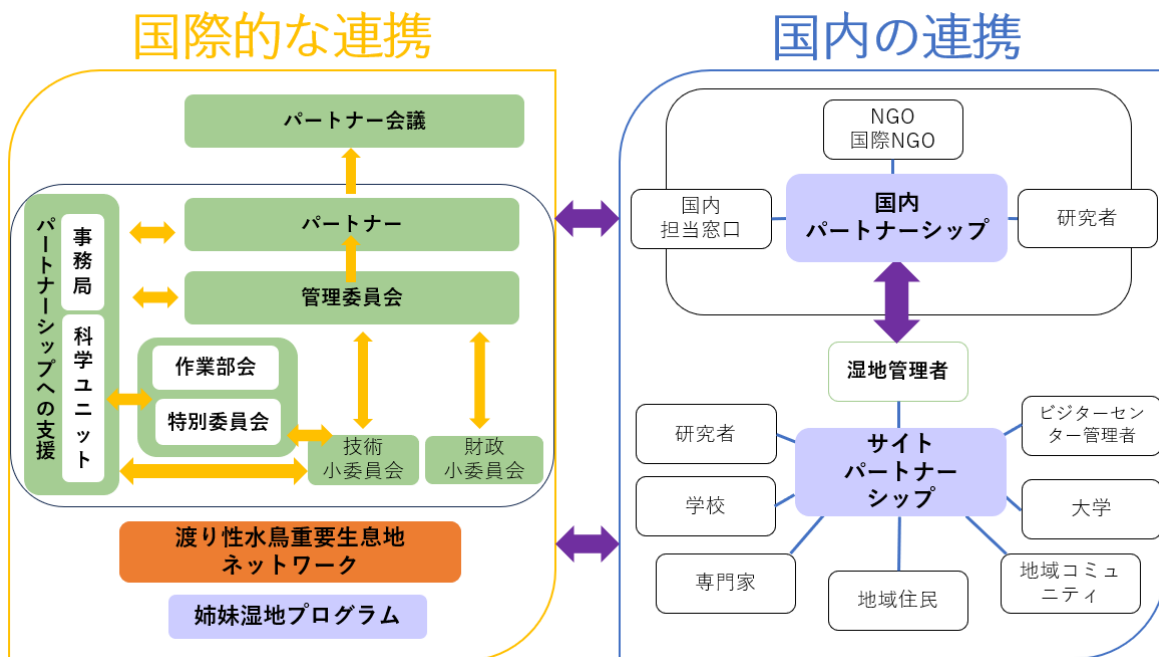 国際的な連携
パートナー会議
パートナーシップへの支援
事務局
科学ユニット
パートナー
管理委員会
作業部会
特別委員会
技術
小委員会
財政
小委員会
渡り性水鳥重要生息地
ネットワーク
姉妹湿地プログラム
国内の連携
NGO
国際NGO
国内
担当窓口
国内
パートナーシップ
研究者
湿地管理者
研究者
サイト
パートナー
シップ
ビジターセン
ター管理者
学校
大学
専門家
地域住民
地域コミュ
ニティ